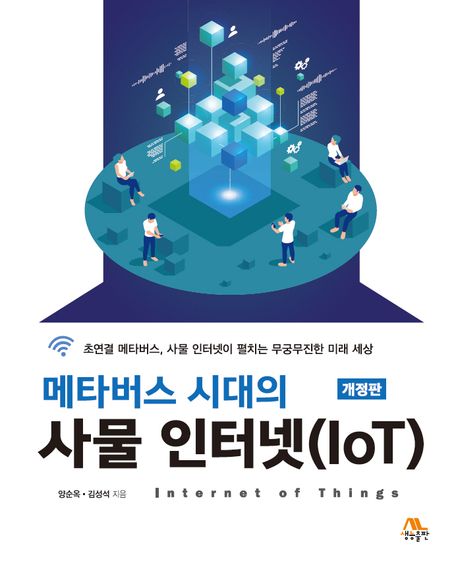 초연결 메타버스, 사물 인터넷이 펼치는 무궁무진한 미래 세상
메타버스 시대의
개정판
사물 인터넷(IoT)
양순옥 • 김성석 지음
Internet of Things
생능출판